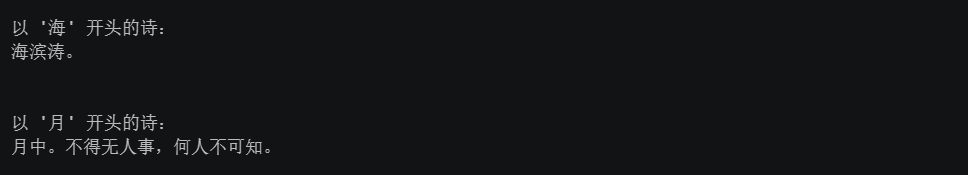 以 '海' 开头的诗:
海滨涛。
以 '月' 开头的诗:
月中。不得无人事，何人不可知。